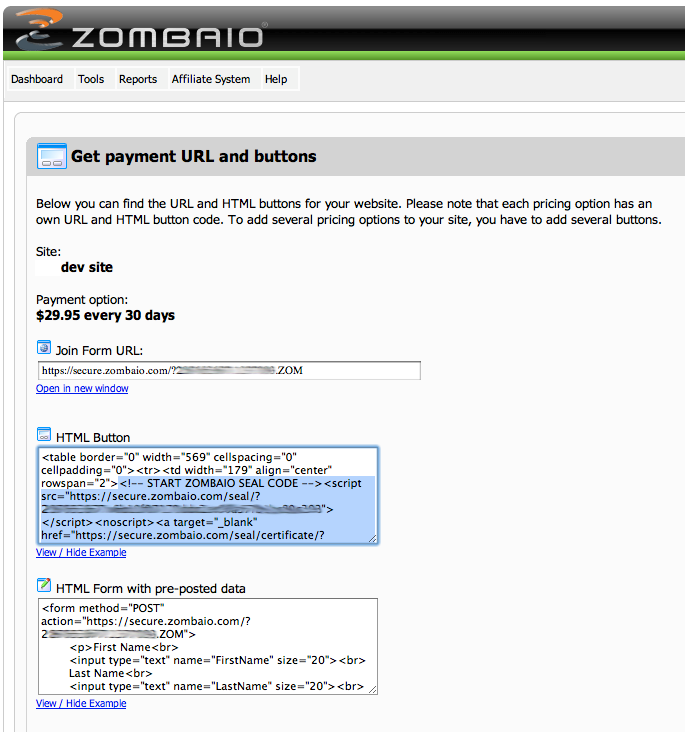 ZOMBAIO®
Dashboard Tools Reports Affiliate System Help
Get payment URL and buttons
Below you can find the URL and HTML buttons for your website. Please note that each pricing option has an
own URL and HTML button code. To add several pricing options to your site, you have to add several buttons.
Site:
dev site
Payment option:
$29.95 every 30 days
Join Form URL:
https://secure.zombaio.com/?2 .ZOM
Open in new window
HTML Button
<table border="0" width="569" cellspacing="0"
cellpadding="0"><tr><td width="179" align="center"
rowspan="2"><!-- START ZOMBAIO SEAL CODE --><script
src="https://secure.zombaio.com/seal/?
2 ">
</script><noscript><a target="_blank"
href="https://secure.zombaio.com/seal/certificate/?
View / Hide Example
HTML Form with pre-posted data
<form method="POST"
action="https://secure.zombaio.com/?
2 .ZOM">
<p>First Name<br>
<input type="text" name="FirstName" size="20"><br>
Last Name<br>
<input type="text" name="LastName" size="20"><br>
View / Hide Example